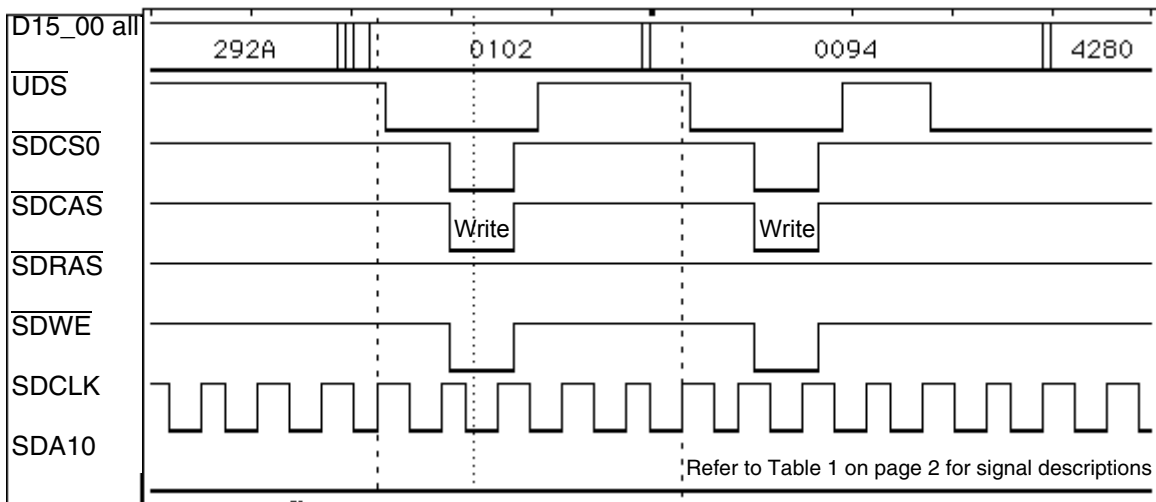 D15_00 all 292A 0102 0094 4280
UDS
SDCS0
SDCAS Write Write
SDRAS
SDWE
SDCLK
SDA10
Refer to Table 1 on page 2 for signal descriptions